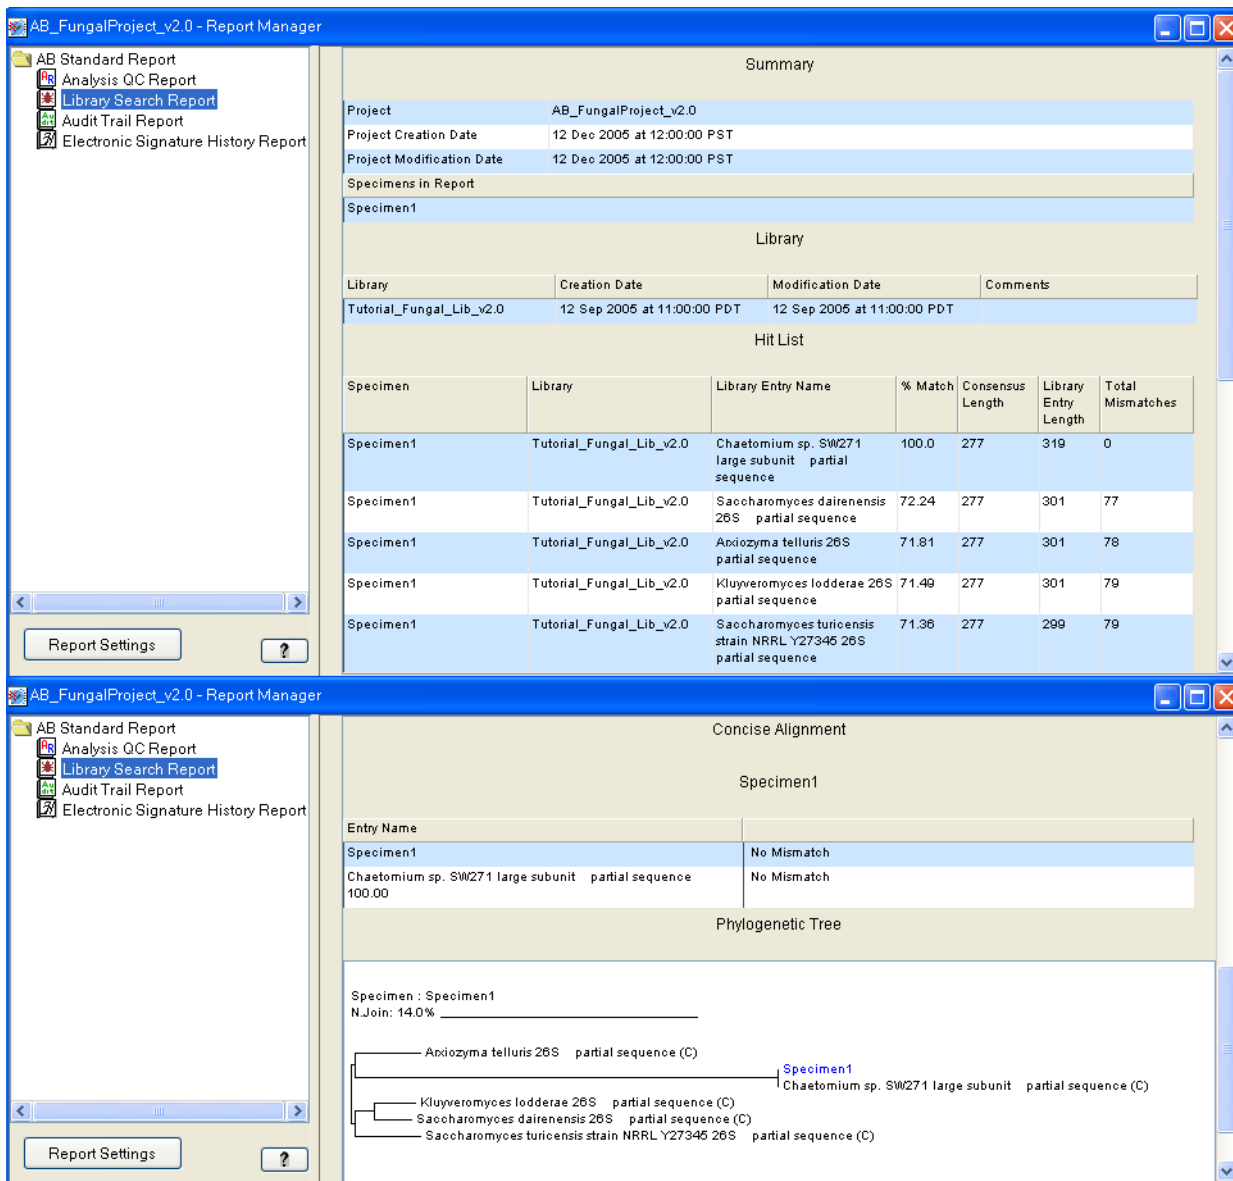 AB_FungalProject_v2.0 - Report Manager
AB Standard Report
Analysis QC Report
Library Search Report
Audit Trail Report
Electronic Signature History Report
Report Settings
?
Summary
Project AB_FungalProject_v2.0
Project Creation Date 12 Dec 2005 at 12:00:00 PST
Project Modification Date 12 Dec 2005 at 12:00:00 PST
Specimens in Report
Specimen1
Library
Library Creation Date Modification Date Comments
Tutorial_Fungal_Lib_v2.0 12 Sep 2005 at 11:00:00 PDT 12 Sep 2005 at 11:00:00 PDT
Hit List
Specimen Library Library Entry Name % Match Consensus Library Total
Length Entry Mismatches
Length
Specimen1 Tutorial_Fungal_Lib_v2.0 Chaetomium sp. SW271 100.0 277 319 0
large subunit partial
sequence
Specimen1 Tutorial_Fungal_Lib_v2.0 Saccharomyces dairenensis 72.24 277 301 77
26S partial sequence
Specimen1 Tutorial_Fungal_Lib_v2.0 Arxiozyma telluris 26S 71.81 277 301 78
partial sequence
Specimen1 Tutorial_Fungal_Lib_v2.0 Kluyveromyces lodderae 26S 71.49 277 301 79
partial sequence
Specimen1 Tutorial_Fungal_Lib_v2.0 Saccharomyces turicensis 71.36 277 299 79
strain NRRL Y27345 26S
partial sequence
AB_FungalProject_v2.0 - Report Manager
AB Standard Report
Analysis QC Report
Library Search Report
Audit Trail Report
Electronic Signature History Report
Report Settings
?
Concise Alignment
Specimen1
Entry Name
Specimen1 No Mismatch
Chaetomium sp. SW271 large subunit partial sequence No Mismatch
100.00
Phylogenetic Tree
Specimen : Specimen1
N.Join: 14.0%
Arxiozyma telluris 26S partial sequence (C)
Specimen1
Chaetomium sp. SW271 large subunit partial sequence (C)
Kluyveromyces lodderae 26S partial sequence (C)
Saccharomyces dairenensis 26S partial sequence (C)
Saccharomyces turicensis strain NRRL Y27345 26S partial sequence (C)